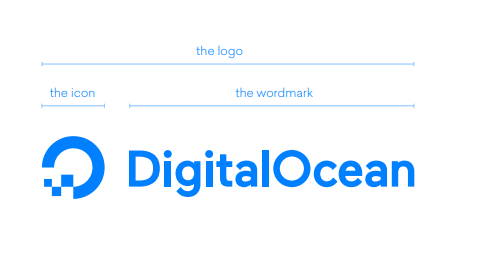 the logo
the icon the wordmark
DigitalOcean